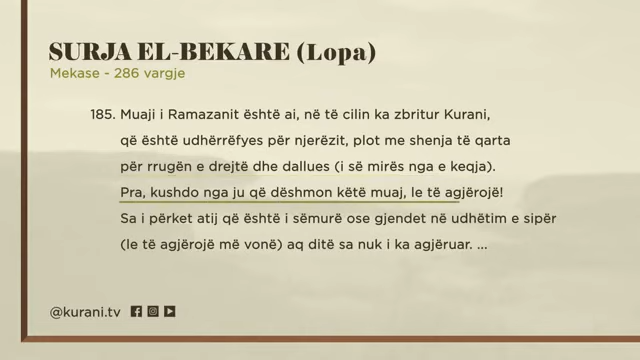 SURJA EL-BEKARE (Lopa)
Mekase - 286 vargje
185. Muaji i Ramazanit është ai, në të cilin ka zbritur Kurani,
që është udhërrëfyes për njerëzit, plot me shenja të qarta
për rrugën e drejtë dhe dallues (i së mirës nga e keqja).
Pra, kushdo nga ju që dëshmon këtë muaj, le të agjërojë!
Sa i përket atij që është i sëmurë ose gjendet në udhëtim e sipër
(le të agjërojë më vonë) aq ditë sa nuk i ka agjëruar. ...
@kurani.tv